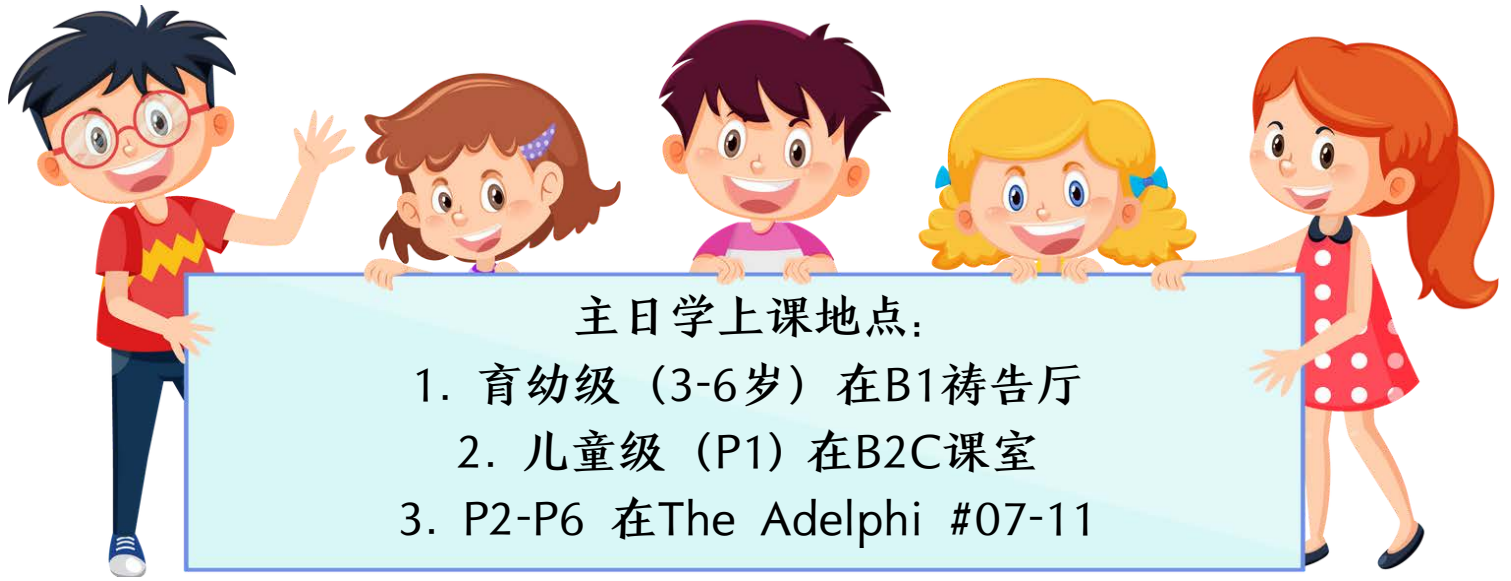 主日学上课地点:
1. 育幼级 (3-6岁) 在B1祷告厅
2. 儿童级 (P1) 在B2C课室
3. P2-P6 在The Adelphi #07-11